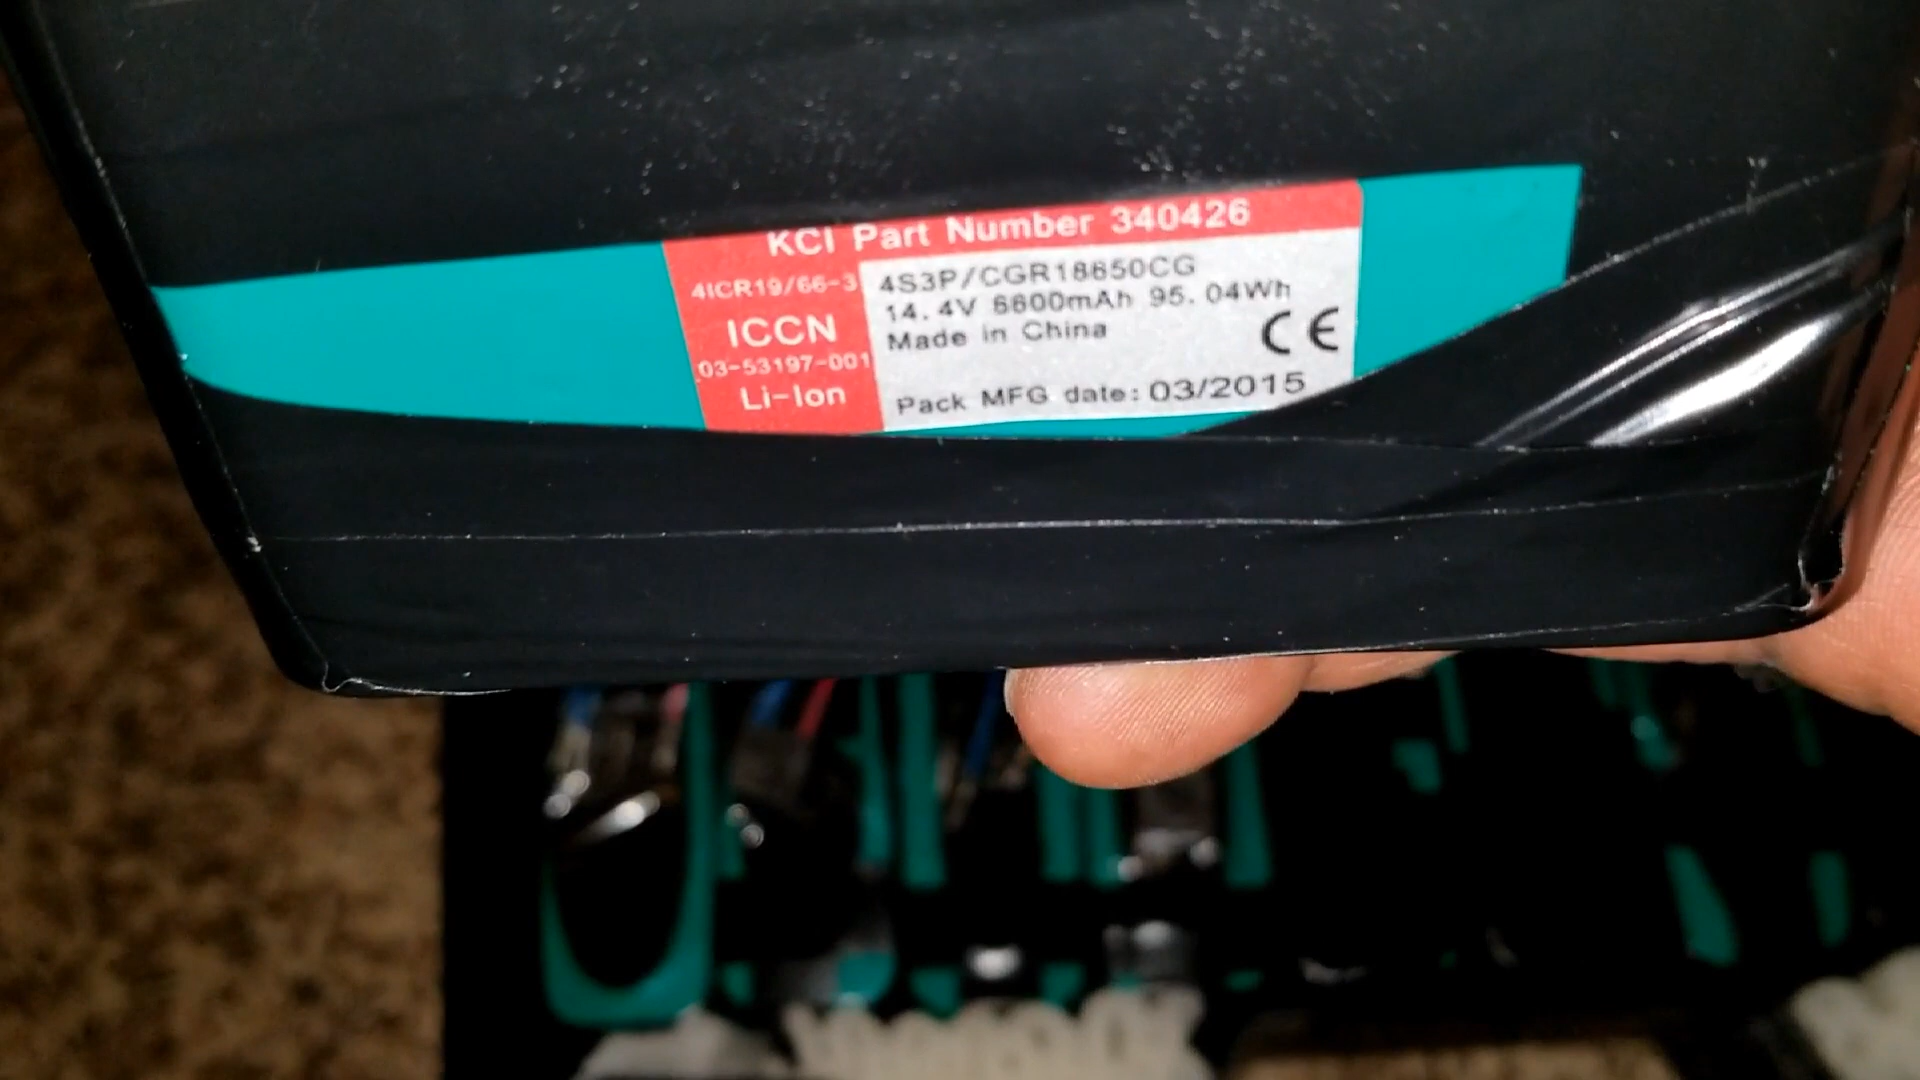 KCI Part Number 340426
4ICR19/66-3
ICCN
03-53197-001
Li-Ion
4S3P/CGR18650CG
14.4V 6600mAh 95.04Wh
Made in China
CE
Pack MFG date: 03/2015